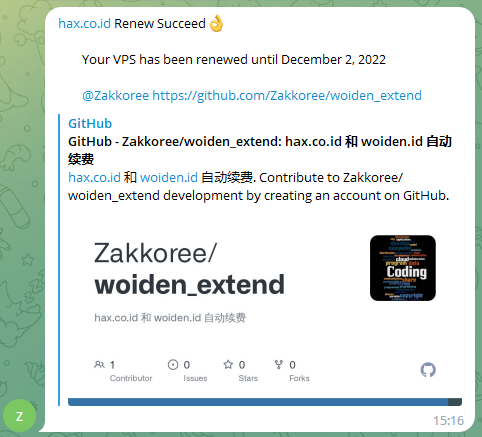 hax.co.id Renew Succeed 👌
Your VPS has been renewed until December 2, 2022
@Zakkoree https://github.com/Zakkoree/woiden_extend
GitHub
GitHub - Zakkoree/woiden_extend: hax.co.id 和 woiden.id 自动
续费
hax.co.id 和 woiden.id 自动续费. Contribute to Zakkoree/
woiden_extend development by creating an account on GitHub.
Zakkoree/
woiden_extend
Coding
cloud
program data
copyright
hax.co.id 和 woiden.id 自动续费
1
Contributor
0
Issues
0
Stars
0
Forks
Z
15:16